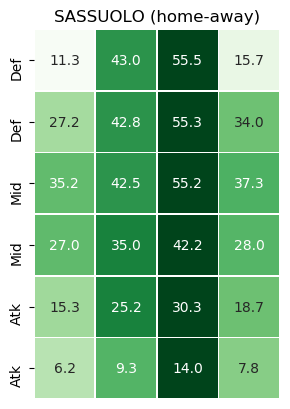 SASSUOLO (home-away)
Def 11.3 43.0 55.5 15.7
Def 27.2 42.8 55.3 34.0
Mid 35.2 42.5 55.2 37.3
Mid 27.0 35.0 42.2 28.0
Atk 15.3 25.2 30.3 18.7
Atk 6.2 9.3 14.0 7.8